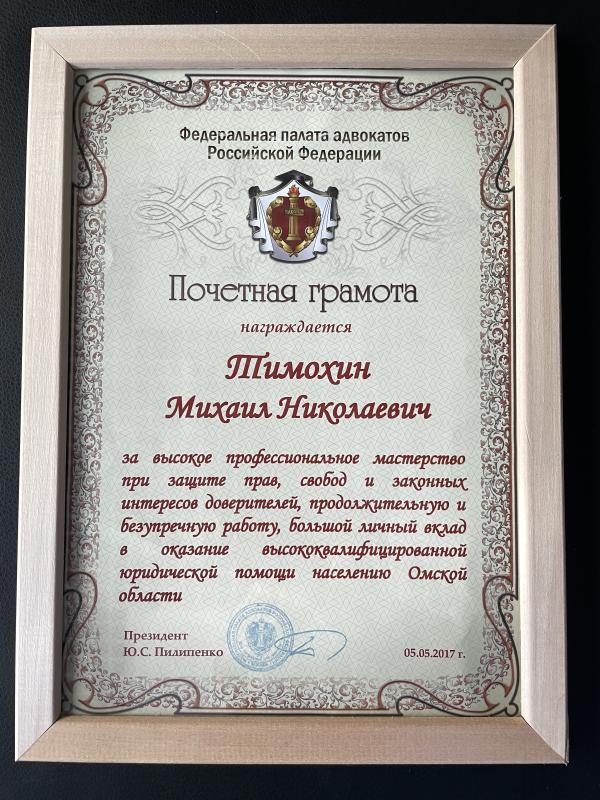 Федеральная палата адвокатов
Российской Федерации
Почетная грамота
награждается
Тимохин
Михаил Николаевич
за высокое профессиональное мастерство
при защите прав, свобод и законных
интересов доверителей, продолжительную и
безупречную работу, большой личный вклад
в оказание высококвалифицированной
юридической помощи населению Омской
области
Президент
Ю.С. Пилипенко
05.05.2017 г.